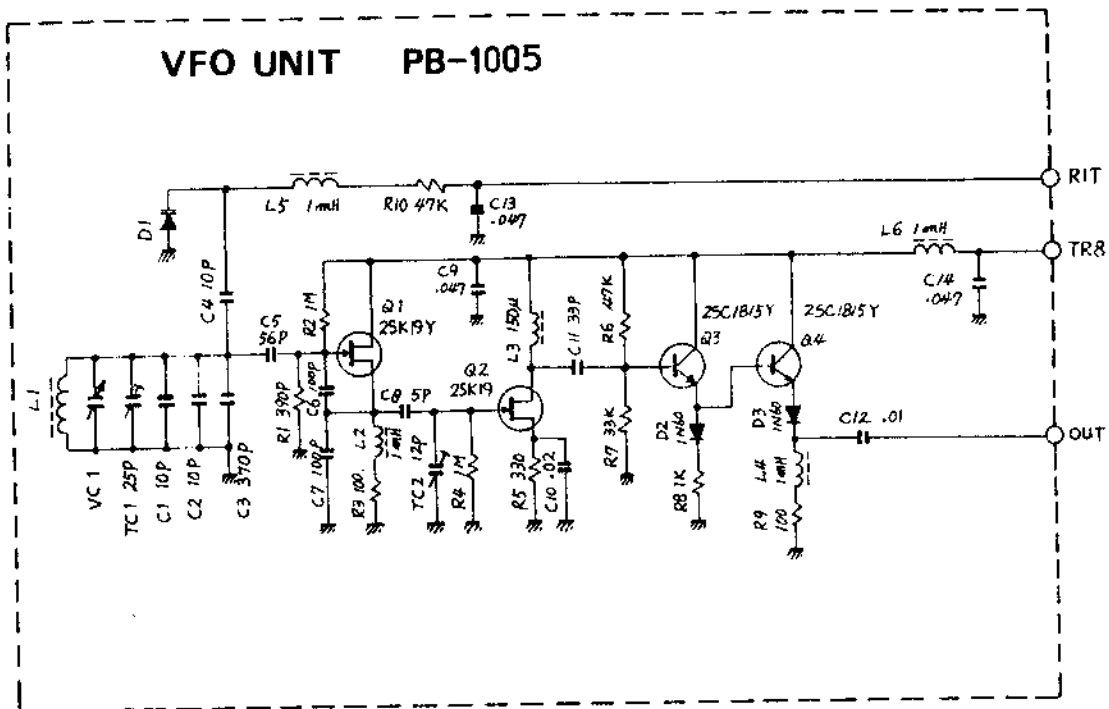 VFO UNIT PB-1005
RIT
L5 1mH
R10 47K
C13
.047
D1
L6 1mH
TR8
C14
.047
C4 10P
C9
.047
C5
56P
R2 1M
Q1
2SK19Y
L3 150μ
C11 33P
R6 47K
2SC1815Y
Q3
2SC1815Y
Q4
L1
R1 390P
C6 100P
C8 5P
Q2
2SK19
D2
1N60
D3
1N60
C12 .01
OUT
VC1
TC1 25P
C1 10P
C2 10P
C3 370P
C7 100P
L2
1mH
R3 100
TC2 12P
R4 1M
R5 330
C10 .02
R7 33K
R8 1K
L4
1mH
R9
100